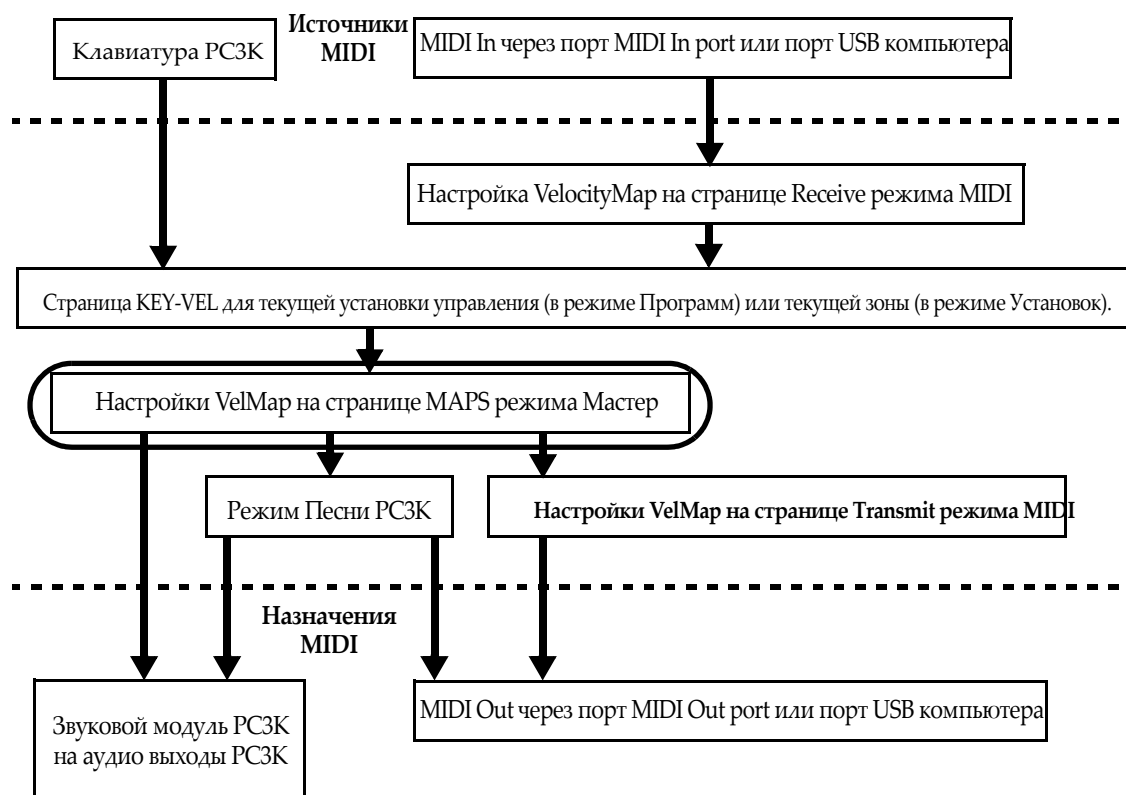 Источники
MIDI
Клавиатура PC3K
MIDI In через порт MIDI In port или порт USB компьютера
Настройка VelocityMap на странице Receive режима MIDI
Страница KEY-VEL для текущей установки управления (в режиме Программ) или текущей зоны (в режиме Установок).
Настройки VelMap на странице MAPS режима Мастер
Режим Песни PC3K
Настройки VelMap на странице Transmit режима MIDI
Назначения
MIDI
Звуковой модуль PC3K
на аудио выходы PC3K
MIDI Out через порт MIDI Out port или порт USB компьютера